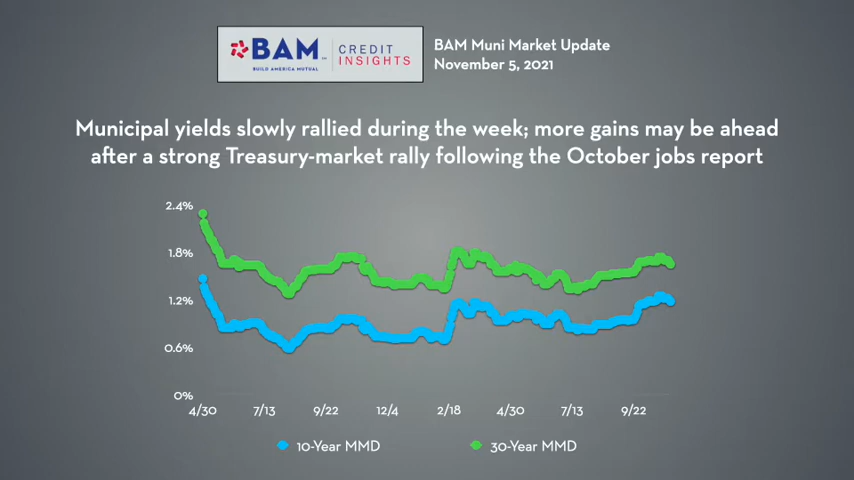 BAM
BUILD AMERICA MUTUAL
CREDIT
INSIGHTS
BAM Muni Market Update
November 5, 2021
Municipal yields slowly rallied during the week; more gains may be ahead
after a strong Treasury-market rally following the October jobs report
2.4%
1.8%
1.2%
0.6%
0%
4/30 7/13 9/22 12/4 2/18 4/30 7/13 9/22
10-Year MMD 30-Year MMD